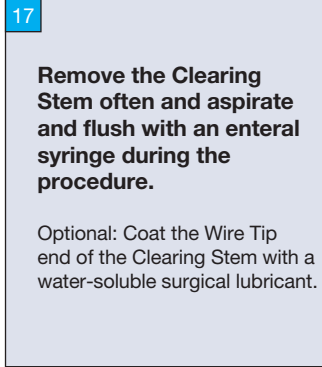 17
Remove the Clearing
Stem often and aspirate
and flush with an enteral
syringe during the
procedure.
Optional: Coat the Wire Tip
end of the Clearing Stem with a
water-soluble surgical lubricant.